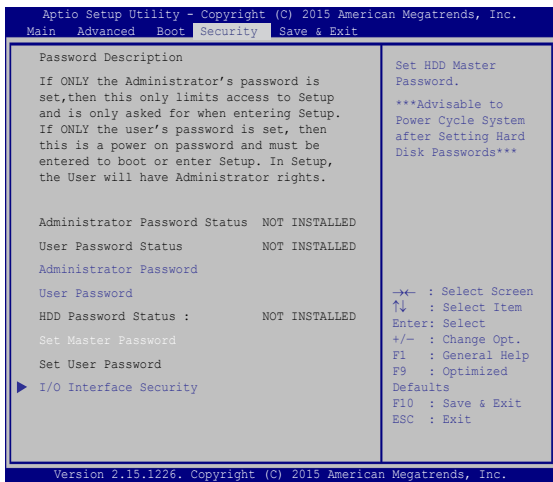 Aptio Setup Utility - Copyright (C) 2015 American Megatrends, Inc.
Main Advanced Boot Security Save & Exit
Password Description
If ONLY the Administrator's password is
set,then this only limits access to Setup
and is only asked for when entering Setup.
If ONLY the user's password is set, then
this is a power on password and must be
entered to boot or enter Setup. In Setup,
the User will have Administrator rights.
Administrator Password Status NOT INSTALLED
User Password Status NOT INSTALLED
Administrator Password
User Password
HDD Password Status : NOT INSTALLED
Set Master Password
Set User Password
I/O Interface Security
Set HDD Master
Password.
***Advisable to
Power Cycle System
after Setting Hard
Disk Passwords***
→← : Select Screen
↑↓ : Select Item
Enter: Select
+/— : Change Opt.
F1 : General Help
F9 : Optimized
Defaults
F10 : Save & Exit
ESC : Exit
Version 2.15.1226. Copyright (C) 2015 American Megatrends, Inc.